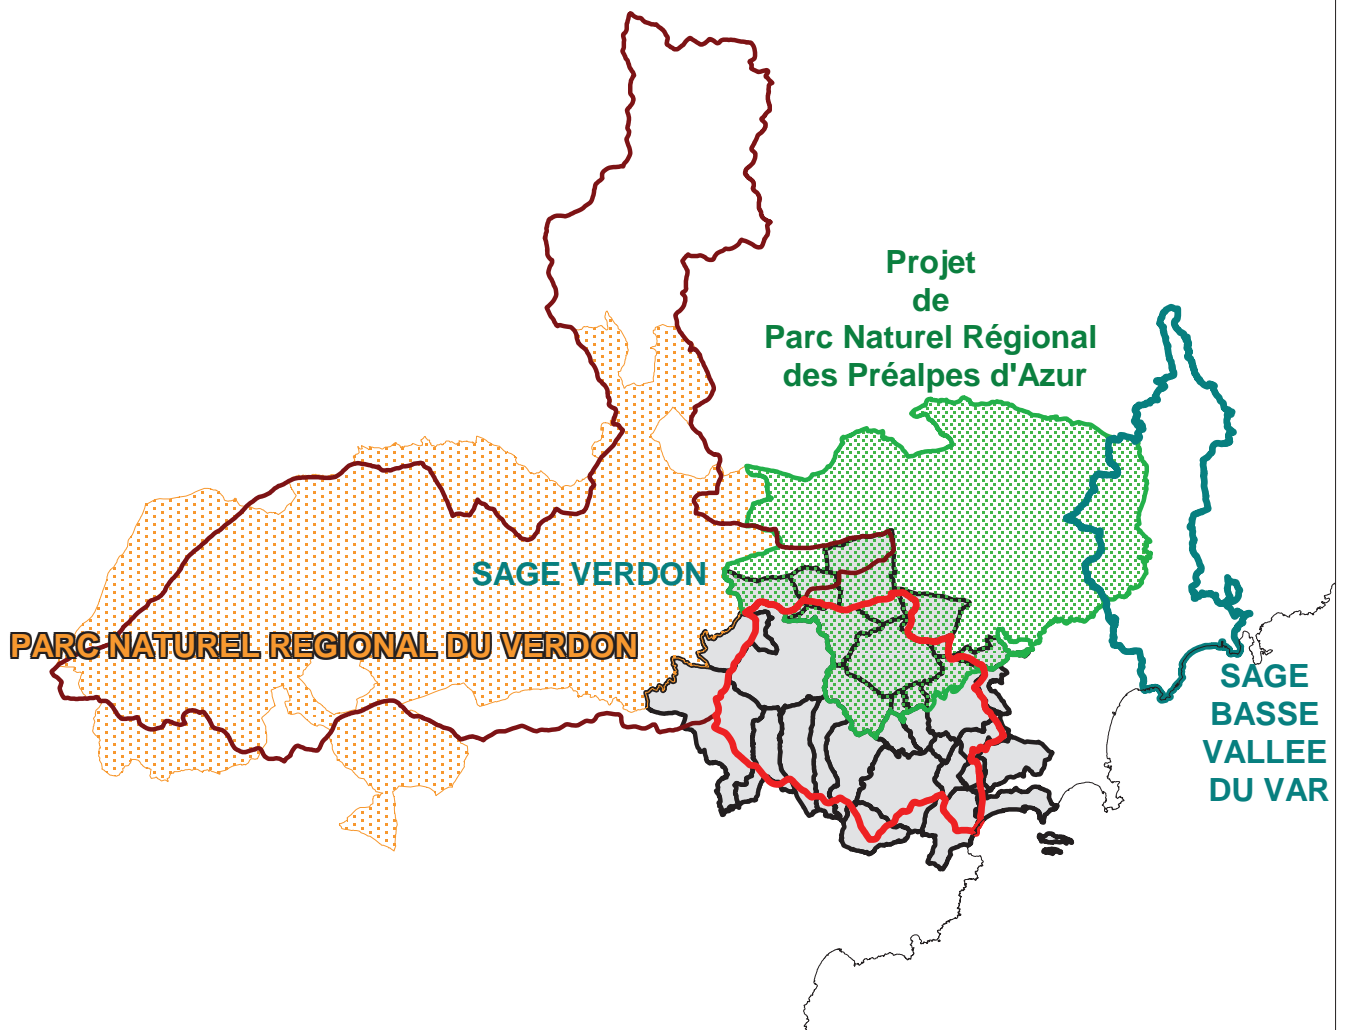 Projet
de
Parc Naturel Régional
des Préalpes d'Azur
SAGE VERDON
PARC NATUREL REGIONAL DU VERDON
SAGE
BASSE
VALLEE
DU VAR